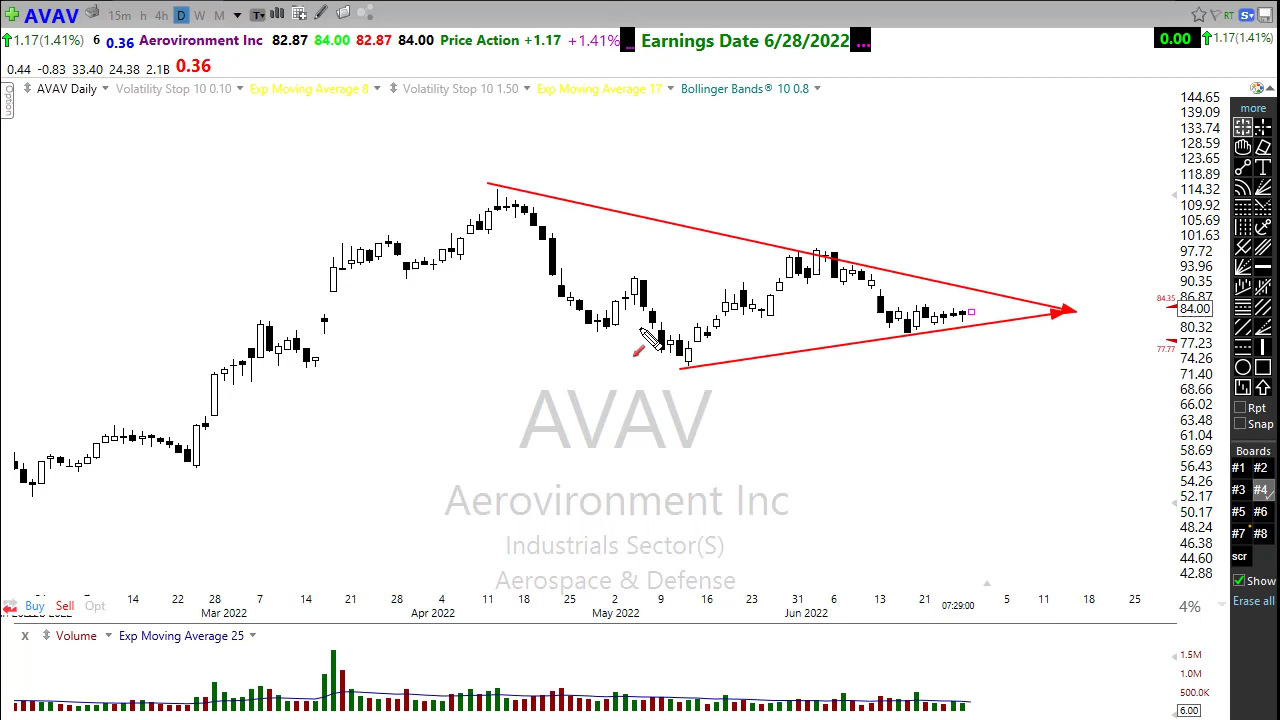 AVAV 15m h 4h D W M T RT S
1.17(1.41%) 6 0.36 Aerovironment Inc 82.87 84.00 82.87 84.00 Price Action +1.17 +1.41% ... Earnings Date 6/28/2022 ... 0.00 1.17(1.41%)
0.44 -0.83 33.40 24.38 2.1B 0.36
Option
AVAV Daily Volatility Stop 10 0.10 Exp Moving Average 8 Volatility Stop 10 1.50 Exp Moving Average 17 Bollinger Bands® 10 0.8
144.65
139.09
133.74
128.59
123.65
118.89
114.32
109.92
105.69
101.63
97.72
93.96
90.35
86.87
84.35
84.00
80.32
77.23
77.77
74.26
71.40
68.66
66.02
63.48
61.04
58.69
56.43
54.26
52.17
50.17
48.24
46.38
44.60
42.88
more
T
Rpt
Snap
Boards
#1 #2
#3 #4
#5 #6
#7 #8
scr
Show
Erase all
AVAV
Aerovironment Inc
Industrials Sector(S)
Aerospace & Defense
14 22 28 7 14 21 28 4 11 18 25 2 9 16 23 31 6 13 21 5 11 18 25
Buy Sell Opt
2022 Mar 2022 Apr 2022 May 2022 Jun 2022 07:29:00
4%
x Volume Exp Moving Average 25
1.5M
1.0M
500.0K
6.00